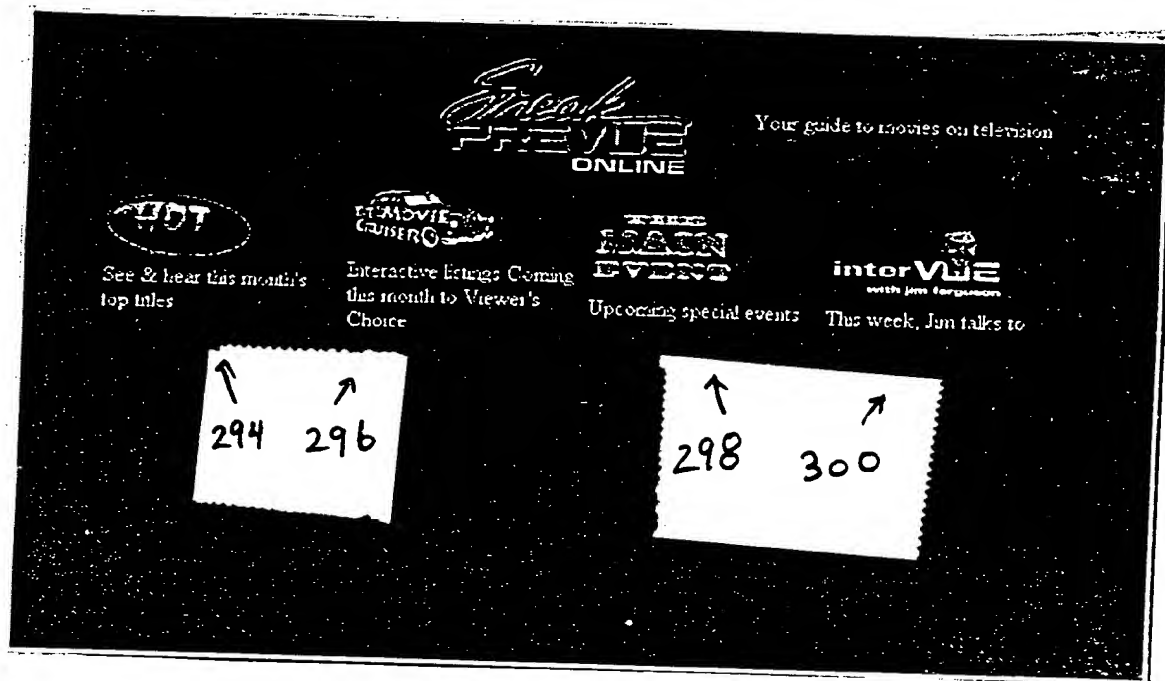 Sneak
PREVUE
ONLINE
Your guide to movies on television
HOT
MOVIE
CRUISER
THE
MAIN
EVENT
interVUE
with jim ferguson
See & hear this month's
top titles
Interactive listings Coming
this month to Viewer's
Choice
Upcoming special events
This week, Jim talks to
294 296
298 300